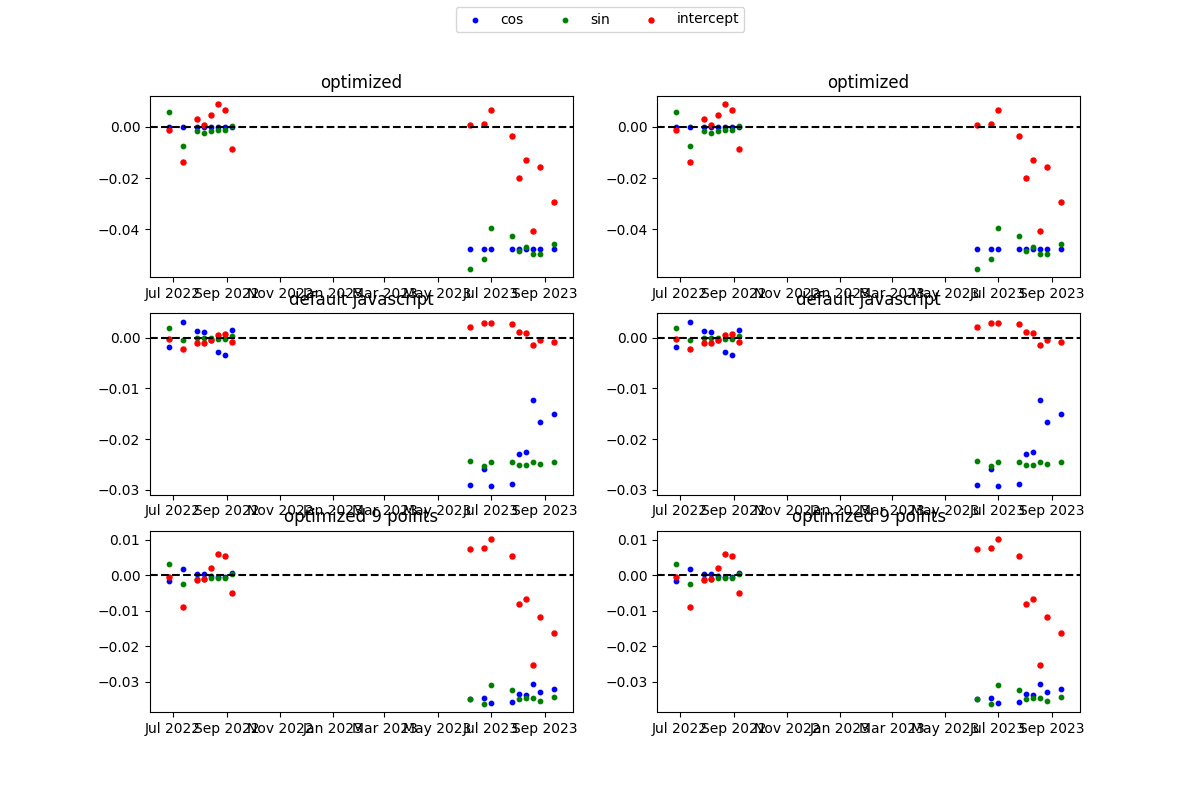 cos sin intercept
optimized optimized
0.00 0.00
−0.02 −0.02
−0.04 −0.04
Jul 2022 Sep 2022 Nov 2022 Jan 2023 Mar 2023 May 2023 Jul 2023 Sep 2023 Jul 2022 Sep 2022 Nov 2022 Jan 2023 Mar 2023 May 2023 Jul 2023 Sep 2023
default javascript default javascript
0.00 0.00
−0.01 −0.01
−0.02 −0.02
−0.03 −0.03
Jul 2022 Sep 2022 Nov 2022 Jan 2023 Mar 2023 May 2023 Jul 2023 Sep 2023 Jul 2022 Sep 2022 Nov 2022 Jan 2023 Mar 2023 May 2023 Jul 2023 Sep 2023
optimized 9 points optimized 9 points
0.01 0.01
0.00 0.00
−0.01 −0.01
−0.02 −0.02
−0.03 −0.03
Jul 2022 Sep 2022 Nov 2022 Jan 2023 Mar 2023 May 2023 Jul 2023 Sep 2023 Jul 2022 Sep 2022 Nov 2022 Jan 2023 Mar 2023 May 2023 Jul 2023 Sep 2023